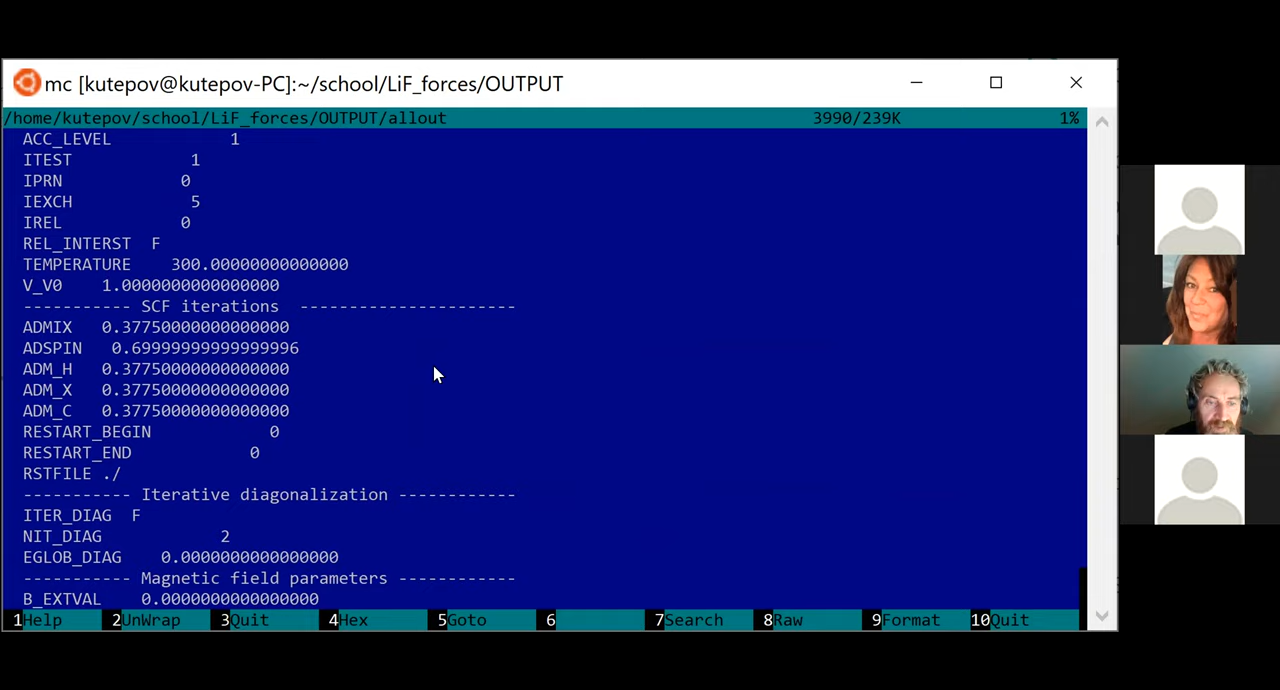 mc [kutepov@kutepov-PC]:~/school/LiF_forces/OUTPUT
/home/kutepov/school/LiF_forces/OUTPUT/allout 3990/239K 1%
ACC_LEVEL 1
ITEST 1
IPRN 0
IEXCH 5
IREL 0
REL_INTERST F
TEMPERATURE 300.00000000000000
V_V0 1.0000000000000000
----------- SCF iterations ----------------------
ADMIX 0.37750000000000000
ADSPIN 0.69999999999999996
ADM_H 0.37750000000000000
ADM_X 0.37750000000000000
ADM_C 0.37750000000000000
RESTART_BEGIN 0
RESTART_END 0
RSTFILE ./
----------- Iterative diagonalization ------------
ITER_DIAG F
NIT_DIAG 2
EGLOB_DIAG 0.0000000000000000
----------- Magnetic field parameters ------------
B_EXTVAL 0.0000000000000000
1Help 2UnWrap 3Quit 4Hex 5Goto 6 7Search 8Raw 9Format 10Quit